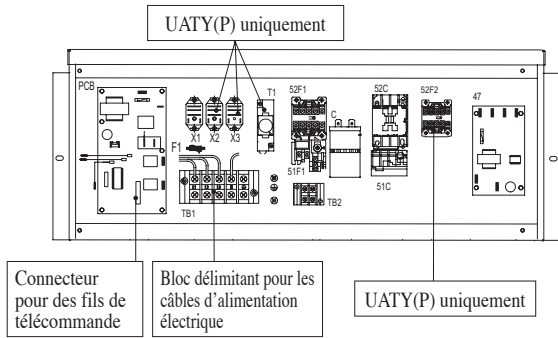 UATY(P) uniquement
PCB
X1
X2
X3
T1
52F1
C
52C
52F2
47
F1
51F1
51C
TB1
TB2
Connecteur
pour des fils de
télécommande
Bloc délimitant pour les
câbles d'alimentation
électrique
UATY(P) uniquement